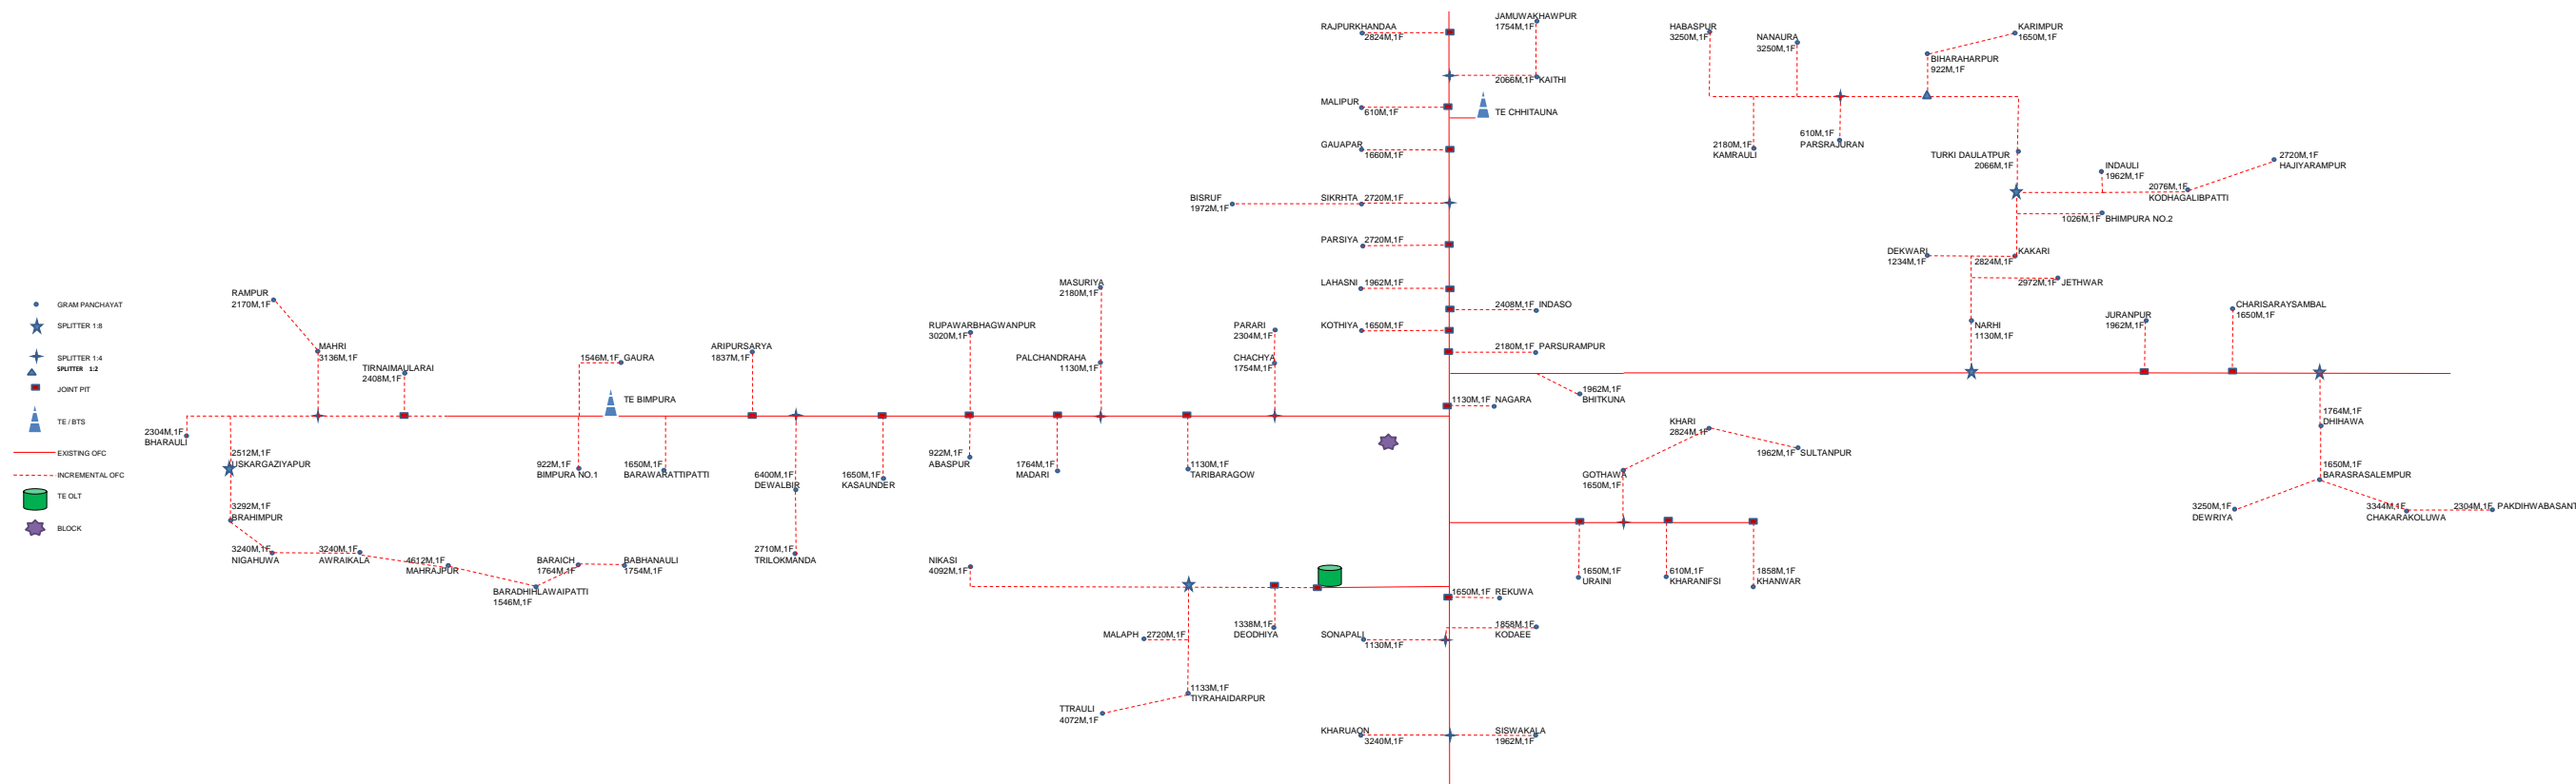 GRAM PANCHAYAT
SPLITTER 1:8
SPLITTER 1:4
SPLITTER 1:2
JOINT PIT
TE / BTS
EXISTING OFC
INCREMENTAL OFC
TE OLT
BLOCK
RAMPUR
2170M,1F
MAHRI
3136M,1F
TIRNAIMAULARAI
2408M,1F
2304M,1F
BHARAULI
2512M,1F
USKARGAZIYAPUR
3292M,1F
BRAHIMPUR
3240M,1F
NIGAHUWA
3240M,1F
AWRAIKALA
4612M,1F
MAHRAJPUR
BARADHIHLAWAIPATTI
1546M,1F
BARAICH
1764M,1F
BABHANAULI
1754M,1F
1546M,1F GAURA
TE BIMPURA
922M,1F
BIMPURA NO.1
1650M,1F
BARAWARATTIPATTI
ARIPURSARYA
1837M,1F
6400M,1F
DEWALBIR
2710M,1F
TRILOKMANDA
1650M,1F
KASAUNDER
RUPAWARBHAGWANPUR
3020M,1F
922M,1F
ABASPUR
1764M,1F
MADARI
MASURIYA
2180M,1F
PALCHANDRAHA
1130M,1F
1130M,1F
TARIBARAGOW
PARARI
2304M,1F
CHACHYA
1754M,1F
NIKASI
4092M,1F
MALAPH 2720M,1F
1338M,1F
DEODHIYA
1133M,1F
TIYRAHAIDARPUR
TTRAULI
4072M,1F
RAJPURKHANDAA
2824M,1F
JAMUWAKHAWPUR
1754M,1F
2066M,1F KAITHI
MALIPUR
610M,1F
TE CHHITAUNA
GAUAPAR
1660M,1F
BISRUF
1972M,1F
SIKRHTA 2720M,1F
PARSIYA 2720M,1F
LAHASNI 1962M,1F
2408M,1F INDASO
KOTHIYA 1650M,1F
2180M,1F PARSURAMPUR
1962M,1F
BHITKUNA
1130M,1F NAGARA
KHARI
2824M,1F
1962M,1F SULTANPUR
GOTHAWA
1650M,1F
1650M,1F
URAINI
610M,1F
KHARANIFSI
1858M,1F
KHANWAR
1650M,1F REKUWA
1858M,1F
KODAEE
SONAPALI
1130M,1F
KHARUAON
3240M,1F
SISWAKALA
1962M,1F
HABASPUR
3250M,1F
NANAURA
3250M,1F
KARIMPUR
1650M,1F
BIHARAHARPUR
922M,1F
2180M,1F
KAMRAULI
610M,1F
PARSRAJURAN
TURKI DAULATPUR
2066M,1F
INDAULI
1962M,1F
2720M,1F
HAJIYARAMPUR
2076M,1F
KODHAGALIBPATTI
1026M,1F BHIMPURA NO.2
DEKWARI
1234M,1F
KAKARI
2824M,1F
2972M,1F JETHWAR
NARHI
1130M,1F
JURANPUR
1962M,1F
CHARISARAYSAMBAL
1650M,1F
1764M,1F
DHIHAWA
1650M,1F
BARASRASALEMPUR
3250M,1F
DEWRIYA
3344M,1F
CHAKARAKOLUWA
2304M,1F PAKDIHWABASANT